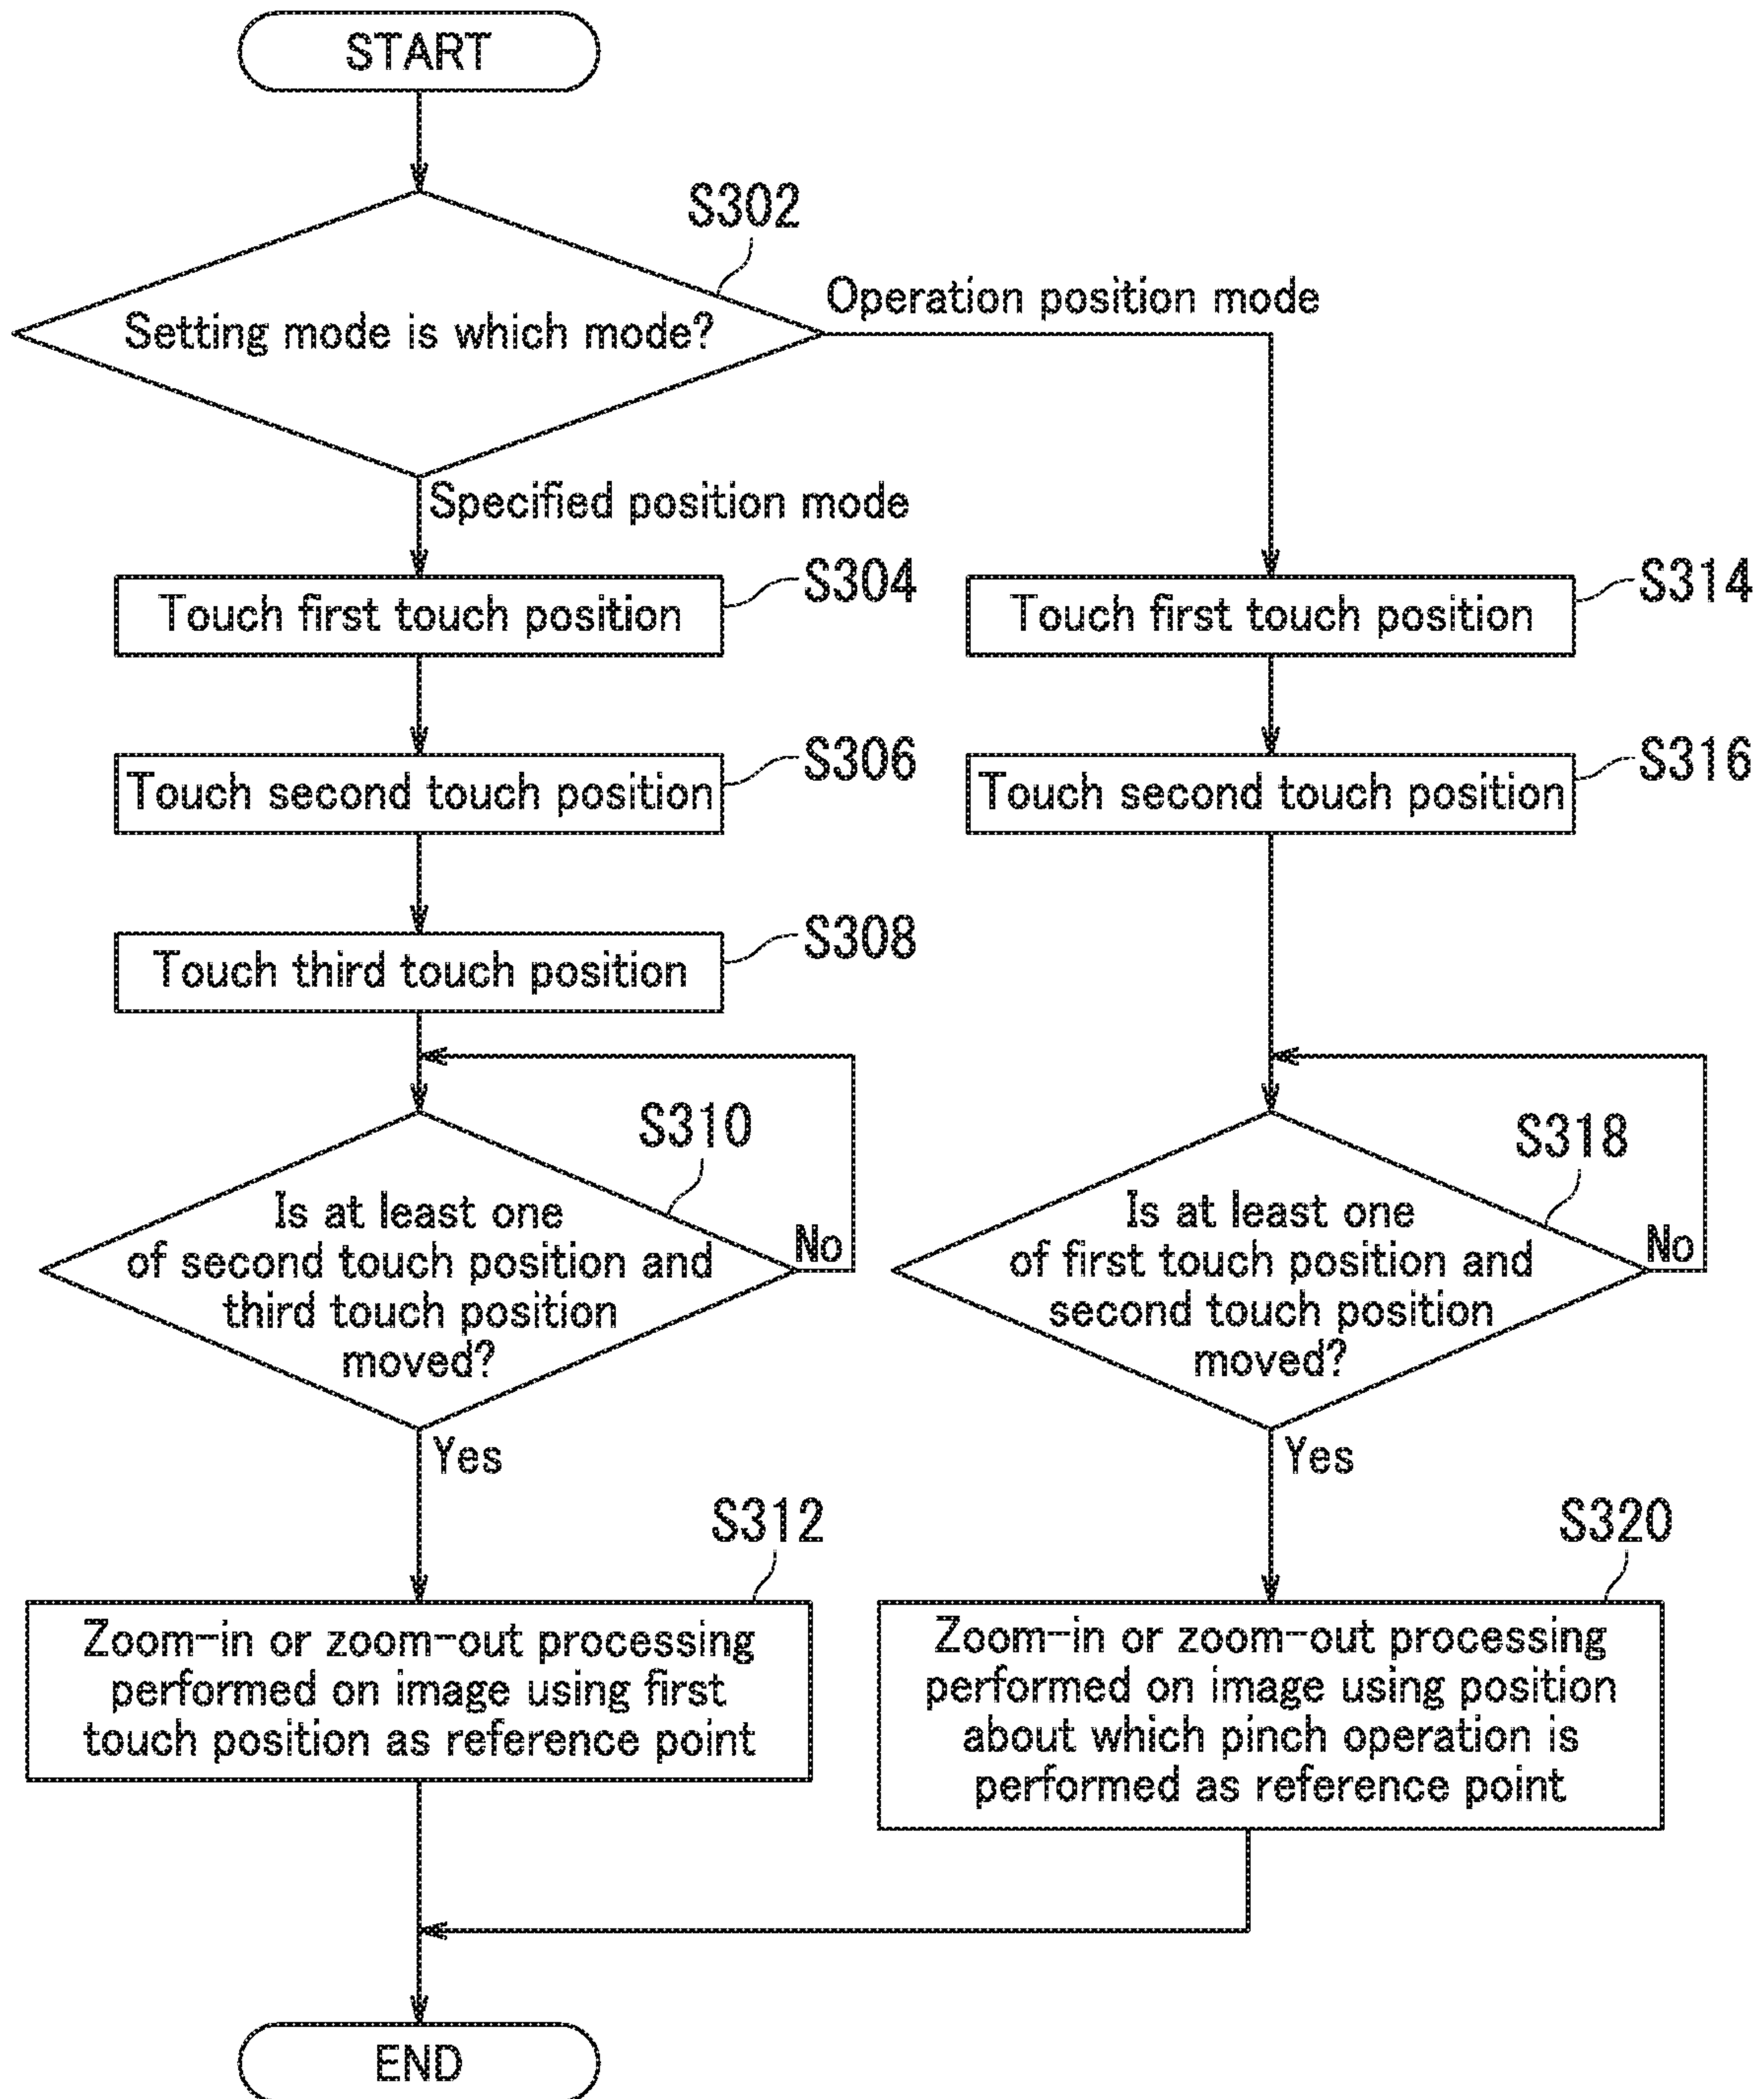 START
S302
Setting mode is which mode?
Operation position mode
Specified position mode
S304
Touch first touch position
S314
Touch first touch position
S306
Touch second touch position
S316
Touch second touch position
S308
Touch third touch position
S310
Is at least one
of second touch position and
third touch position
moved?
No
Yes
S318
Is at least one
of first touch position and
second touch position
moved?
No
Yes
S312
Zoom-in or zoom-out processing
performed on image using first
touch position as reference point
S320
Zoom-in or zoom-out processing
performed on image using position
about which pinch operation is
performed as reference point
END